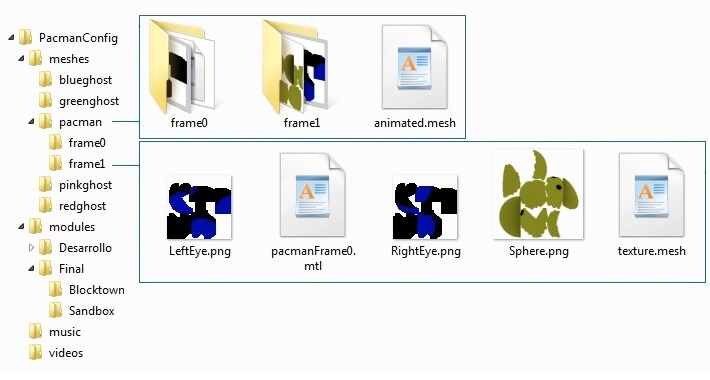 PacmanConfig
meshes
blueghost
greenghost
pacman
frame0
frame1
pinkghost
redghost
modules
Desarrollo
Final
Blocktown
Sandbox
music
videos
frame0 frame1 animated.mesh
LeftEye.png pacmanFrame0. RightEye.png Sphere.png texture.mesh
mtl